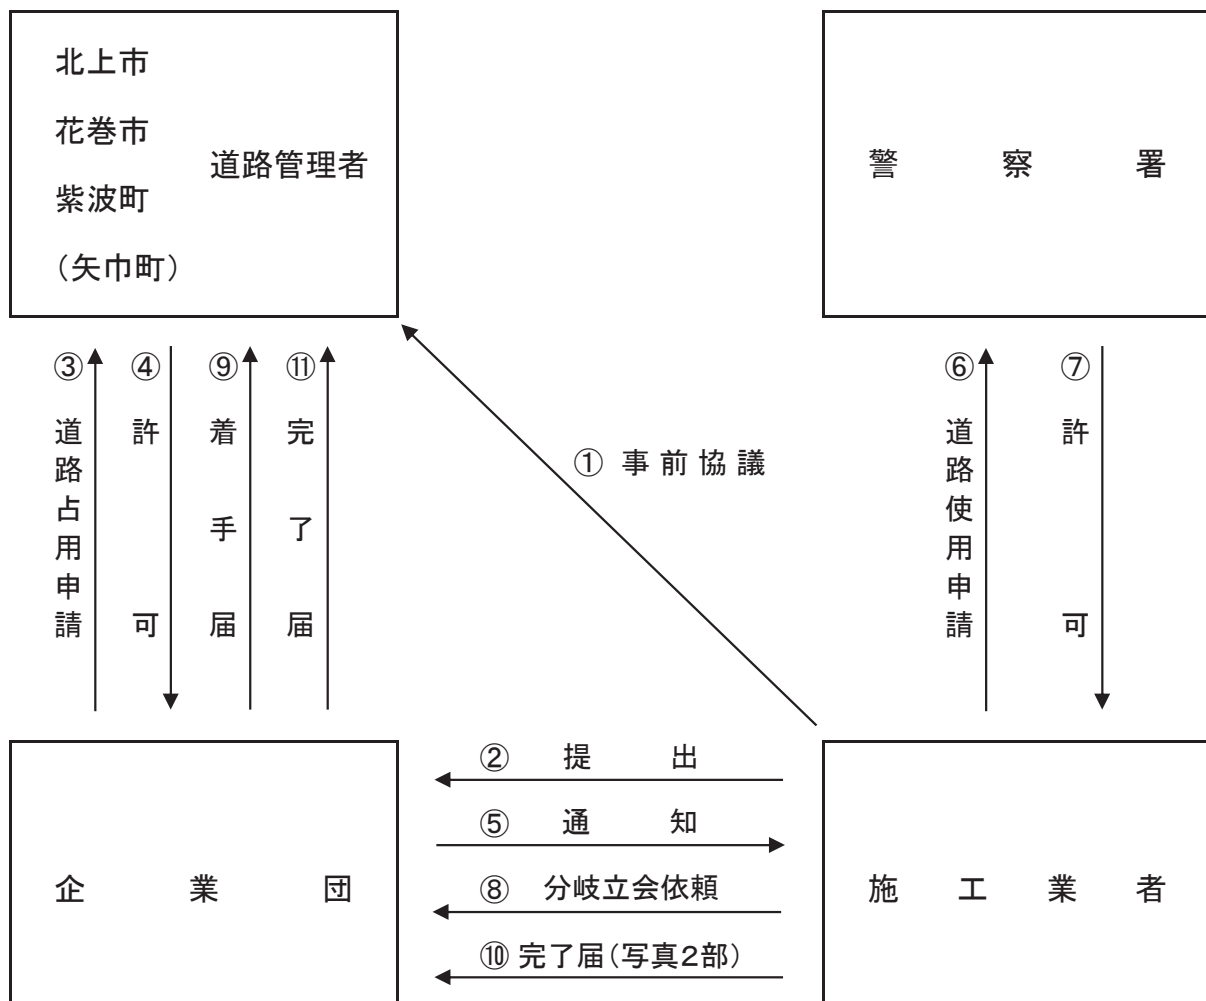 北上市
花巻市
紫波町
(矢巾町)
道路管理者
警察署
③ 道路占用申請
④ 許可
⑨ 着手届
⑪ 完了届
① 事前協議
⑥ 道路使用申請
⑦ 許可
② 提出
⑤ 通知
⑧ 分岐立会依頼
⑩ 完了届(写真2部)
企業団
施工業者